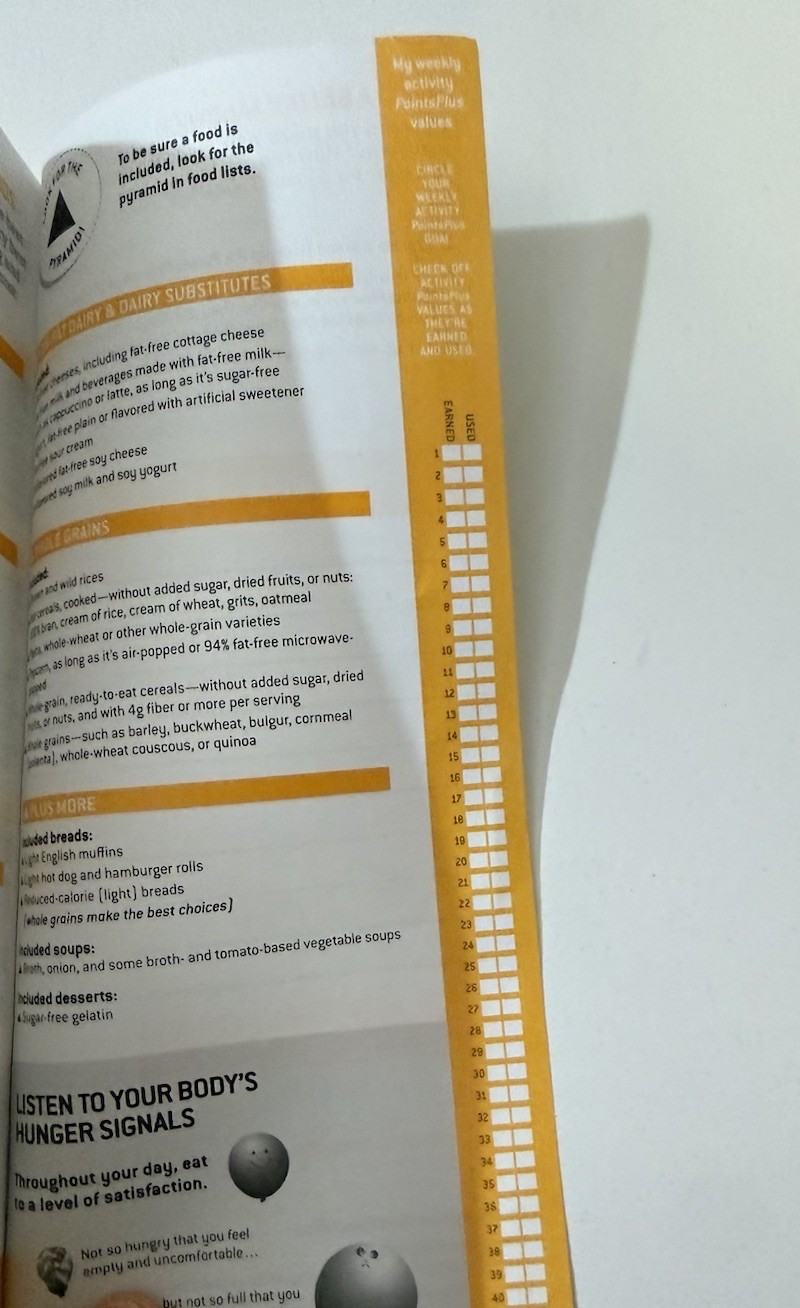 To be sure a food is
included, look for the
pyramid in food lists.
FOR THE
PYRAMID!
DAIRY & DAIRY SUBSTITUTES
cheeses, including fat-free cottage cheese
milk and beverages made with fat-free milk—
cappuccino or latte, as long as it's sugar-free
fat-free plain or flavored with artificial sweetener
sour cream
fat-free soy cheese
soy milk and soy yogurt
GRAINS
and wild rices
cereals, cooked—without added sugar, dried fruits, or nuts:
bran, cream of rice, cream of wheat, grits, oatmeal
whole-wheat or other whole-grain varieties
as long as it's air-popped or 94% fat-free microwave-
popped
grain, ready-to-eat cereals—without added sugar, dried
or nuts, and with 4g fiber or more per serving
grains—such as barley, buckwheat, bulgur, cornmeal
(polenta), whole-wheat couscous, or quinoa
PLUS MORE
breads:
English muffins
hot dog and hamburger rolls
Reduced-calorie (light) breads
(whole grains make the best choices)
soups:
onion, and some broth- and tomato-based vegetable soups
desserts:
Sugar-free gelatin
LISTEN TO YOUR BODY'S
HUNGER SIGNALS
Throughout your day, eat
to a level of satisfaction.
Not so hungry that you feel
empty and uncomfortable...
but not so full that you
My weekly
activity
PointsPlus
values
CIRCLE
YOUR
WEEKLY
ACTIVITY
PointsPlus
GOAL
CHECK OFF
ACTIVITY
PointsPlus
VALUES AS
THEY'RE
EARNED
AND USED.
EARNED USED
1
2
3
4
5
6
7
8
9
10
11
12
13
14
15
16
17
18
19
20
21
22
23
24
25
26
27
28
29
30
31
32
33
34
35
36
37
38
39
40